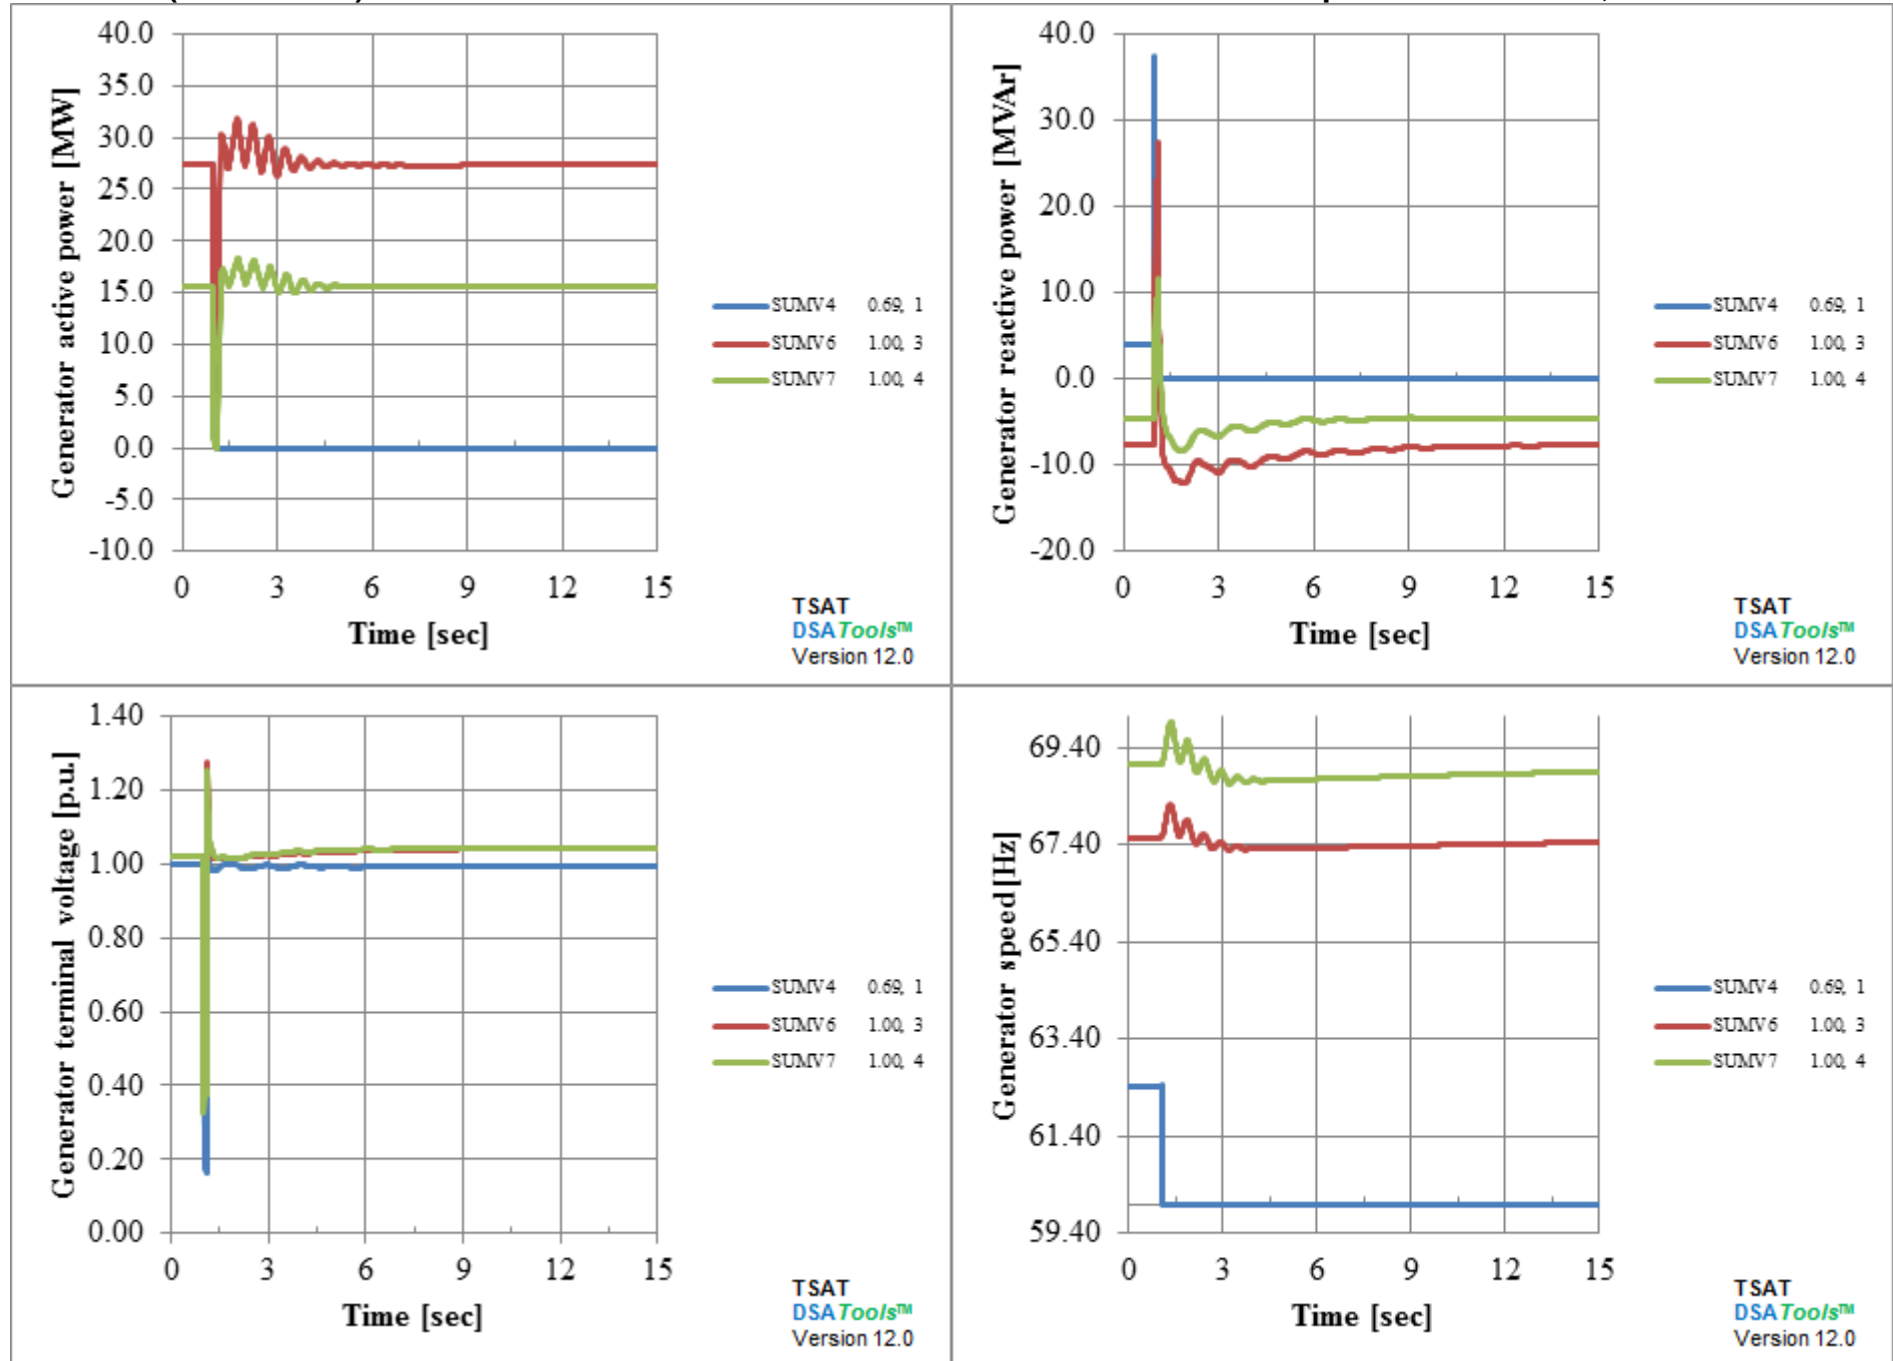 40.0
35.0
30.0
25.0
20.0
15.0
10.0
5.0
0.0
-5.0
-10.0
Generator active power [MW]
0 3 6 9 12 15
Time [sec]
SUMV4 0.69, 1
SUMV6 1.00, 3
SUMV7 1.00, 4
TSAT
DSATools™
Version 12.0
40.0
30.0
20.0
10.0
0.0
-10.0
-20.0
Generator reactive power [MVAr]
0 3 6 9 12 15
Time [sec]
SUMV4 0.69, 1
SUMV6 1.00, 3
SUMV7 1.00, 4
TSAT
DSATools™
Version 12.0
1.40
1.20
1.00
0.80
0.60
0.40
0.20
0.00
Generator terminal voltage [p.u.]
0 3 6 9 12 15
Time [sec]
SUMV4 0.69, 1
SUMV6 1.00, 3
SUMV7 1.00, 4
TSAT
DSATools™
Version 12.0
69.40
67.40
65.40
63.40
61.40
59.40
Generator speed [Hz]
0 3 6 9 12 15
Time [sec]
SUMV4 0.69, 1
SUMV6 1.00, 3
SUMV7 1.00, 4
TSAT
DSATools™
Version 12.0